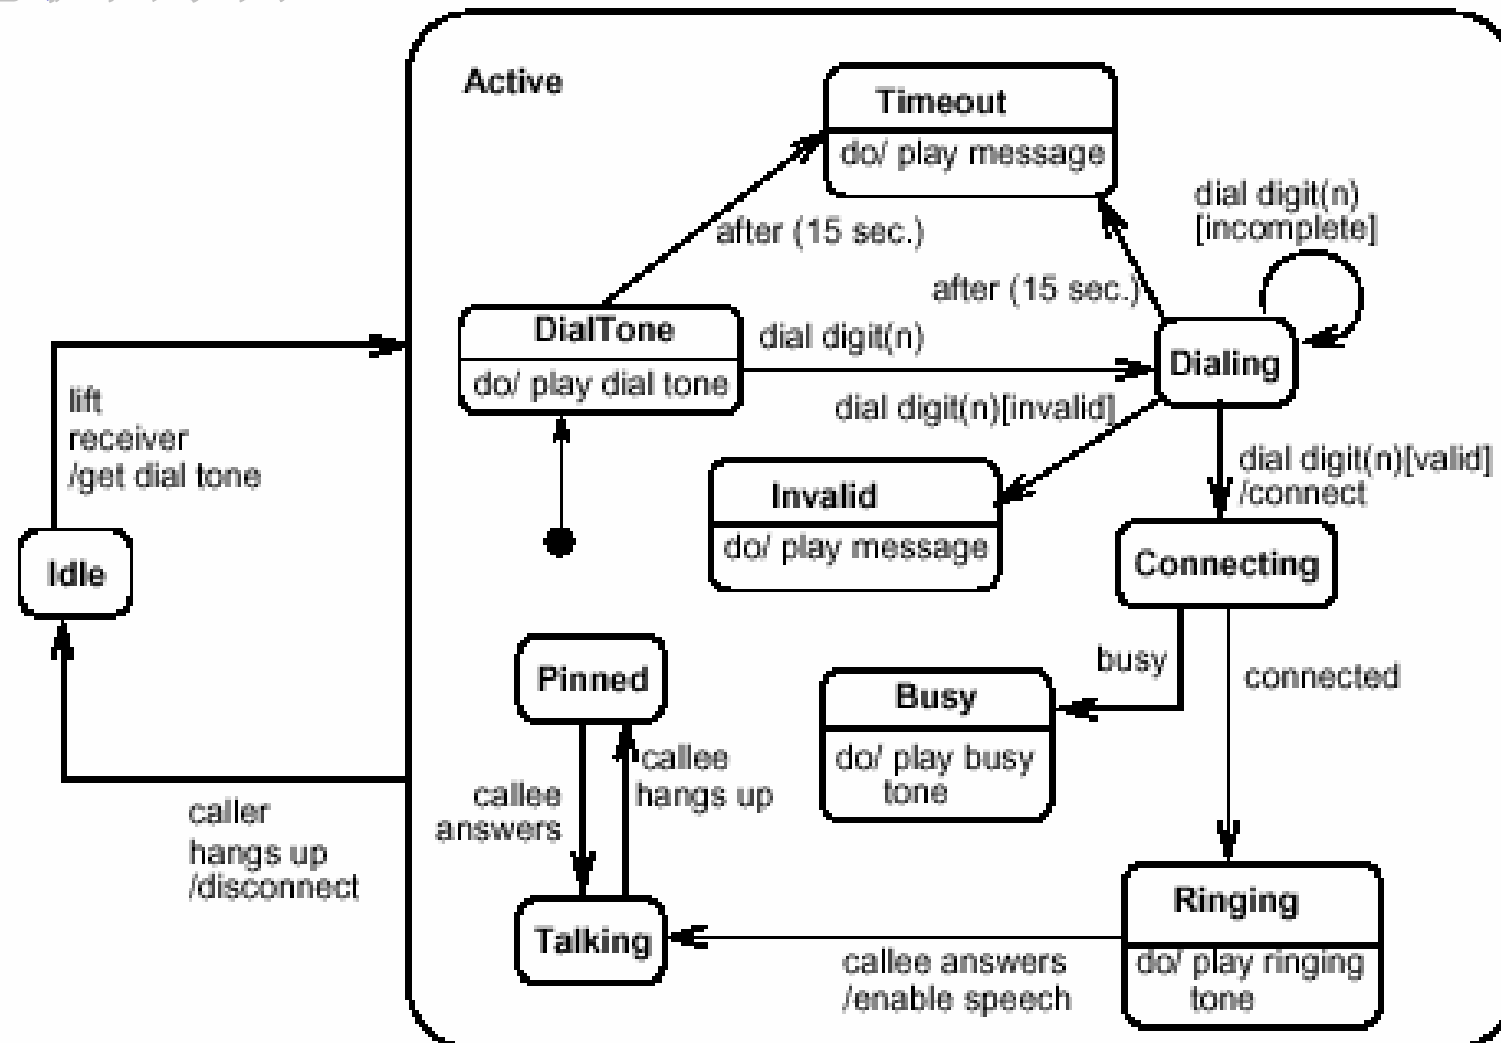 Active
Timeout
do/ play message
dial digit(n)
[incomplete]
after (15 sec.)
after (15 sec.)
DialTone
do/ play dial tone
dial digit(n)
Dialing
lift
receiver
/get dial tone
dial digit(n)[invalid]
dial digit(n)[valid]
/connect
Invalid
do/ play message
Idle
Connecting
Pinned
busy
connected
Busy
do/ play busy
tone
callee
hangs up
callee
answers
caller
hangs up
/disconnect
Ringing
do/ play ringing
tone
Talking
callee answers
/enable speech